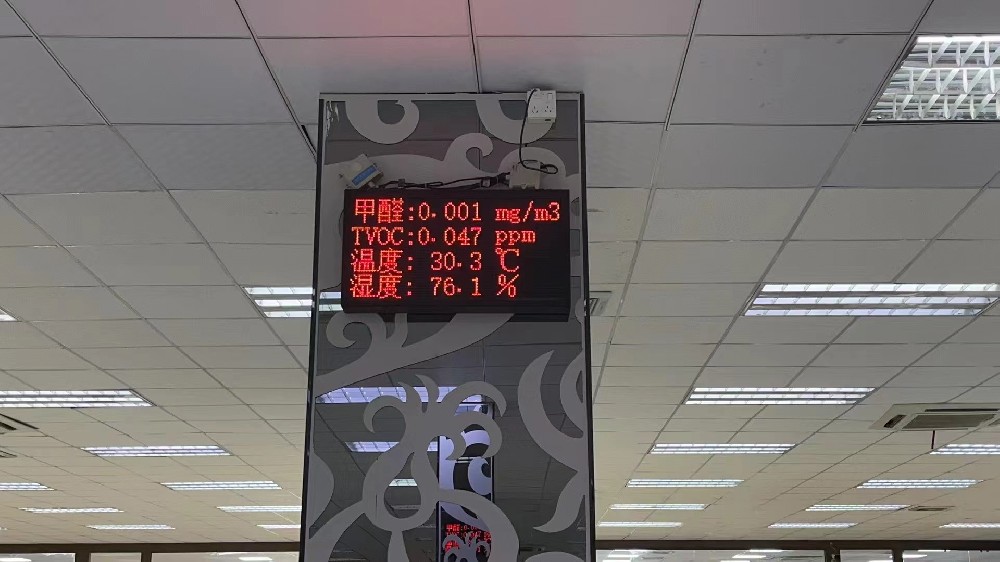 甲醛:0.001 mg/m3
TVOC:0.047 ppm
温度: 30.3 ℃
湿度: 76.1 %